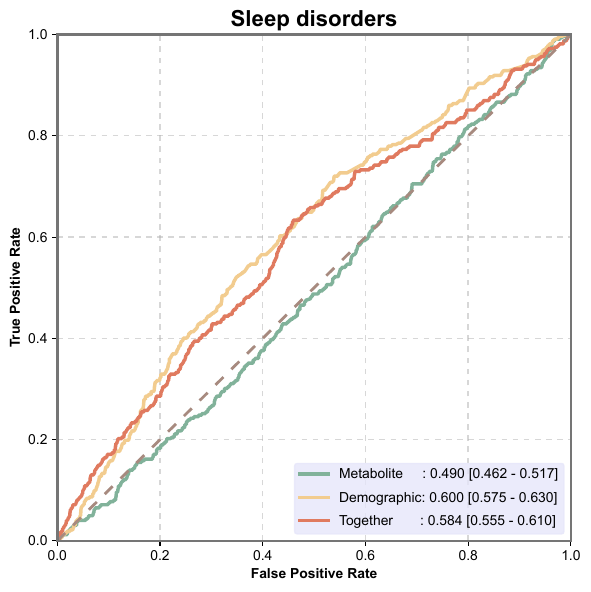 Sleep disorders
True Positive Rate
1.0
0.8
0.6
0.4
0.2
0.0
Metabolite : 0.490 [0.462 - 0.517]
Demographic: 0.600 [0.575 - 0.630]
Together : 0.584 [0.555 - 0.610]
0.0 0.2 0.4 0.6 0.8 1.0
False Positive Rate